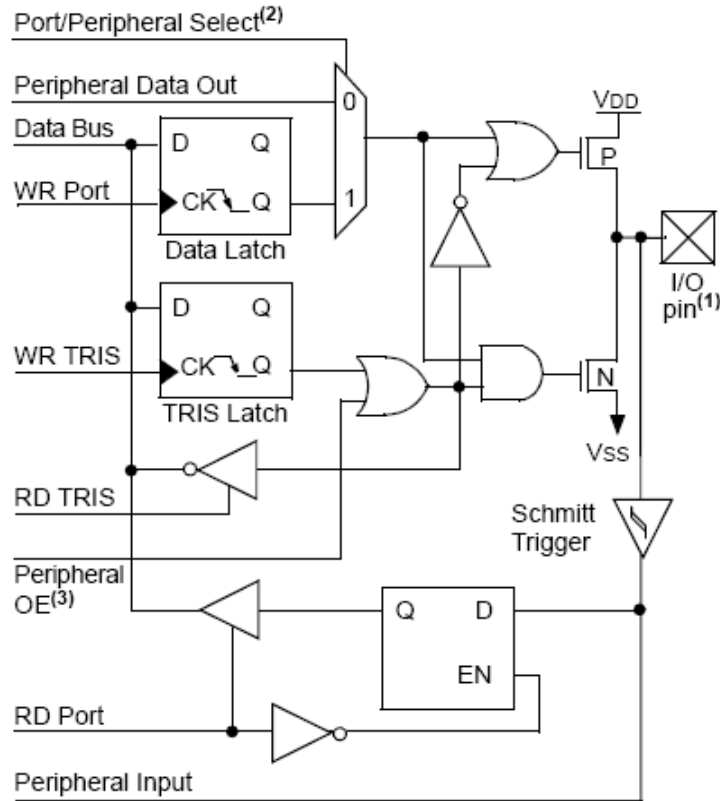 Port/Peripheral Select(2)
Peripheral Data Out
Data Bus
WR Port
D Q
CK Q
Data Latch
0
1
VDD
P
I/O
pin(1)
WR TRIS
D Q
CK Q
TRIS Latch
N
VSS
RD TRIS
Schmitt
Trigger
Peripheral
OE(3)
Q D
EN
RD Port
Peripheral Input